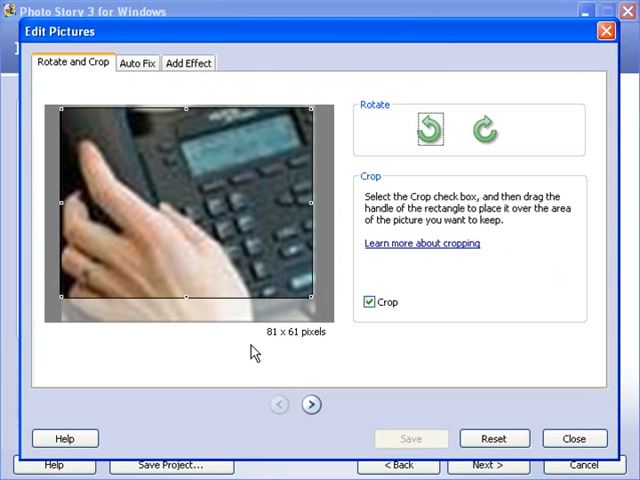 Photo Story 3 for Windows
Edit Pictures
Rotate and Crop
Auto Fix
Add Effect
Rotate
Crop
Select the Crop check box, and then drag the
handle of the rectangle to place it over the area
of the picture you want to keep.
Learn more about cropping
Crop
81 x 61 pixels
Help
Save
Reset
Close
Help
Save Project...
< Back
Next >
Cancel